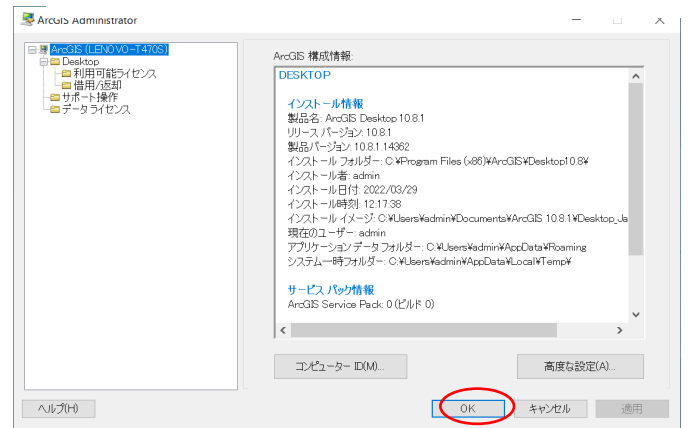 ArcGIS Administrator
ArcGIS (LENOVO-T470S)
Desktop
利用可能ライセンス
借用/返却
サポート操作
データ ライセンス
ArcGIS 構成情報:
DESKTOP
インストール情報
製品名: ArcGIS Desktop 10.8.1
リリース バージョン: 10.8.1
製品バージョン: 10.8.1.14362
インストール フォルダー: C:¥Program Files (x86)¥ArcGIS¥Desktop10.8¥
インストール者: admin
インストール日付: 2022/03/29
インストール時刻: 12:17:38
インストール イメージ: C:¥Users¥admin¥Documents¥ArcGIS 10.8.1¥Desktop_Ja
現在のユーザー: admin
アプリケーション データ フォルダー: C:¥Users¥admin¥AppData¥Roaming
システム一時フォルダー: C:¥Users¥admin¥AppData¥Local¥Temp¥
サービス パック情報
ArcGIS Service Pack: 0 (ビルド 0)
コンピューター ID(M)...
高度な設定(A)...
ヘルプ(H)
OK
キャンセル
適用